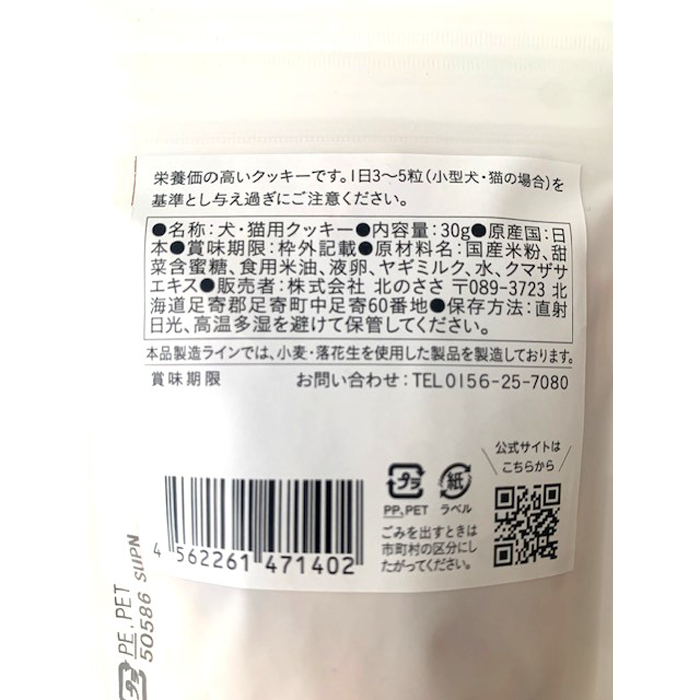 栄養価の高いクッキーです。1日3〜5粒(小型犬・猫の場合)を
基準とし与え過ぎにご注意ください。
●名称:犬・猫用クッキー●内容量:30g●原産国:日
本●賞味期限:枠外記載●原材料名:国産米粉、甜
菜含蜜糖、食用米油、液卵、ヤギミルク、水、クマザサ
エキス●販売者:株式会社 北のささ 〒089-3723 北
海道足寄郡足寄町中足寄60番地●保存方法:直射
日光、高温多湿を避けて保管してください。
本品製造ラインでは、小麦・落花生を使用した製品を製造しております。
賞味期限 お問い合わせ:TEL0156-25-7080
公式サイトは
こちらから
プラ
PP,PET
紙
ラベル
ごみを出すときは
市町村の区分にし
たがってください。
4 562261 471402
プラ
PE,PET
50586 SUPN